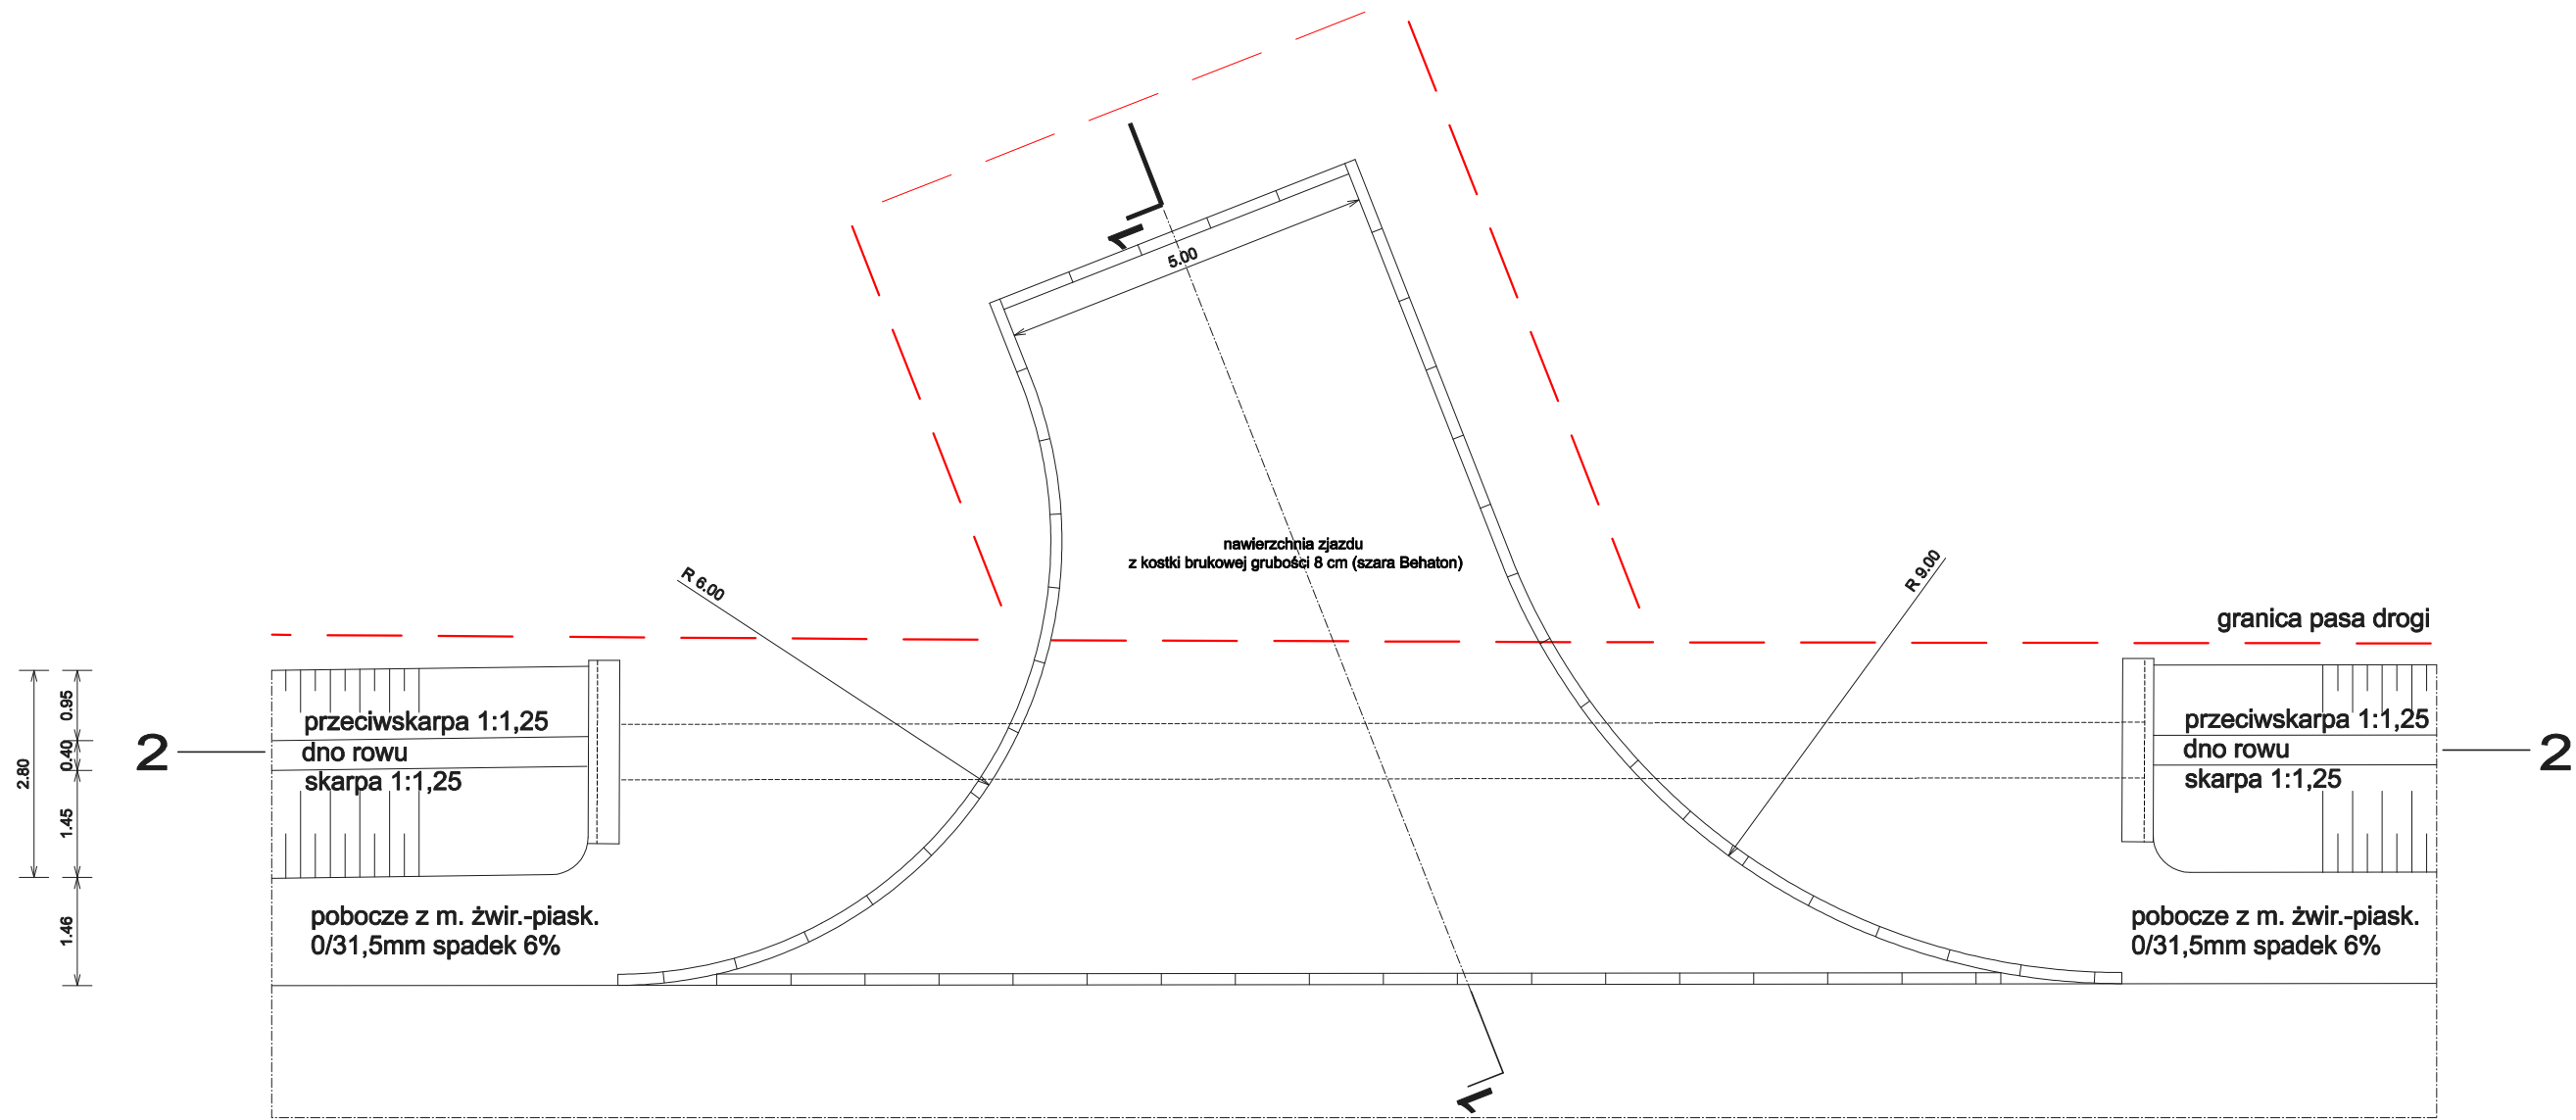 1
5.00
nawierzchnia zjazdu
z kostki brukowej grubości 8 cm (szara Behaton)
R 6.00
R 9.00
granica pasa drogi
2.80
0.95
0.40
1.45
1.46
2
przeciwskarpa 1:1,25
dno rowu
skarpa 1:1,25
przeciwskarpa 1:1,25
dno rowu
skarpa 1:1,25
2
pobocze z m. żwir.-piask.
0/31,5mm spadek 6%
pobocze z m. żwir.-piask.
0/31,5mm spadek 6%
1